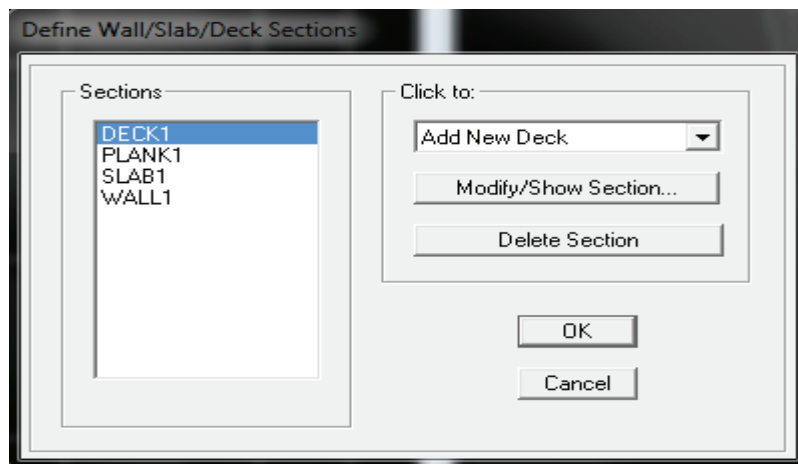 Define Wall/Slab/Deck Sections
Sections
DECK1
PLANK1
SLAB1
WALL1
Click to:
Add New Deck
Modify/Show Section...
Delete Section
OK
Cancel